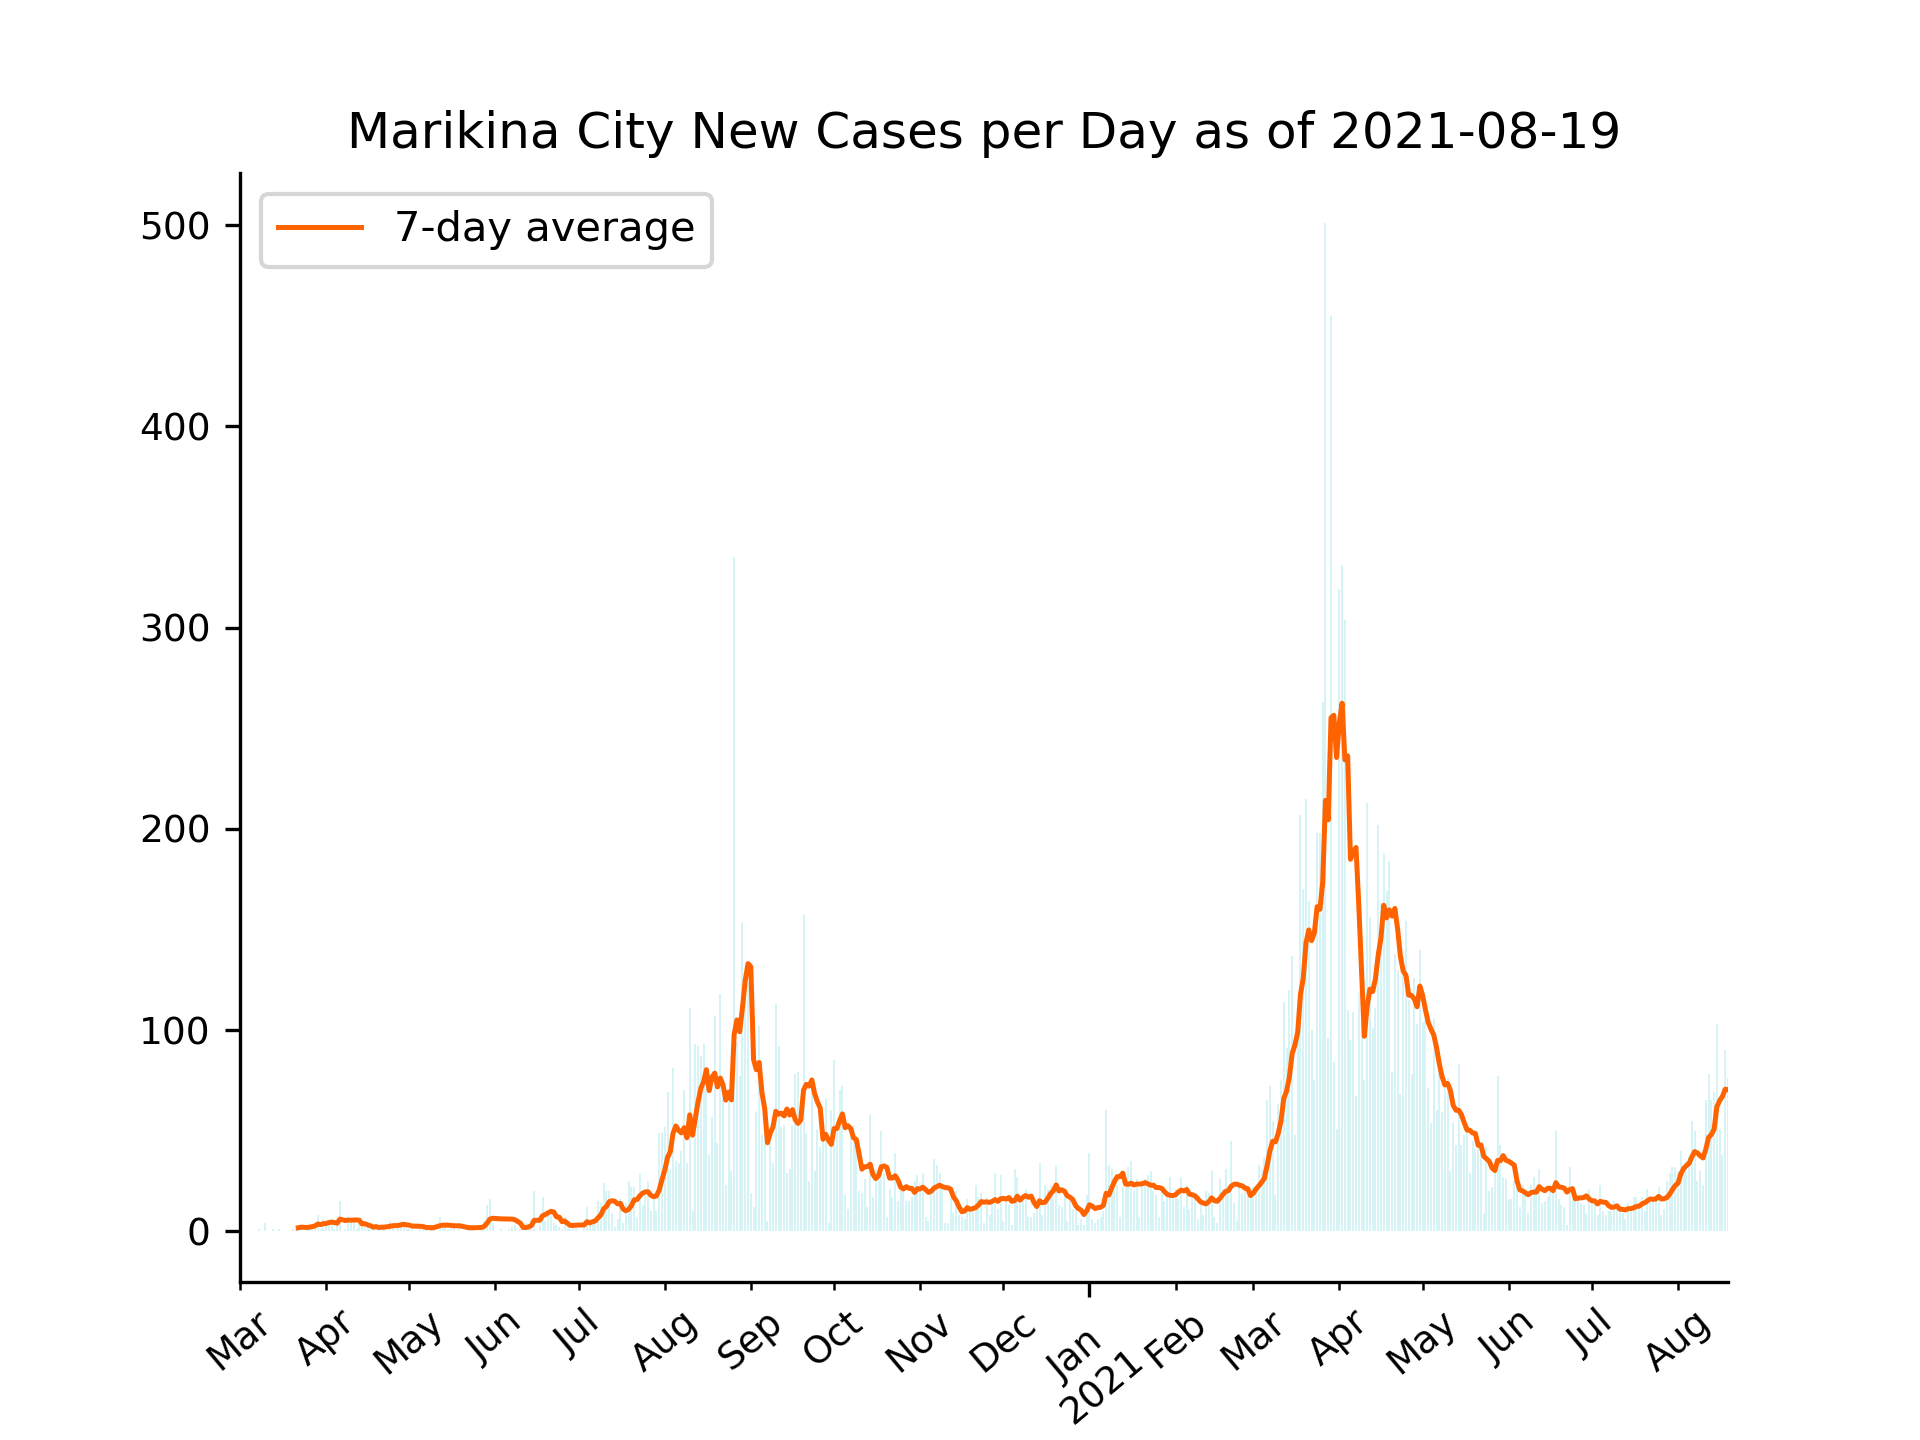 Marikina City New Cases per Day as of 2021-08-19
7-day average
500
400
300
200
100
0
Mar
Apr
May
Jun
Jul
Aug
Sep
Oct
Nov
Dec
Jan
2021
Feb
Mar
Apr
May
Jun
Jul
Aug